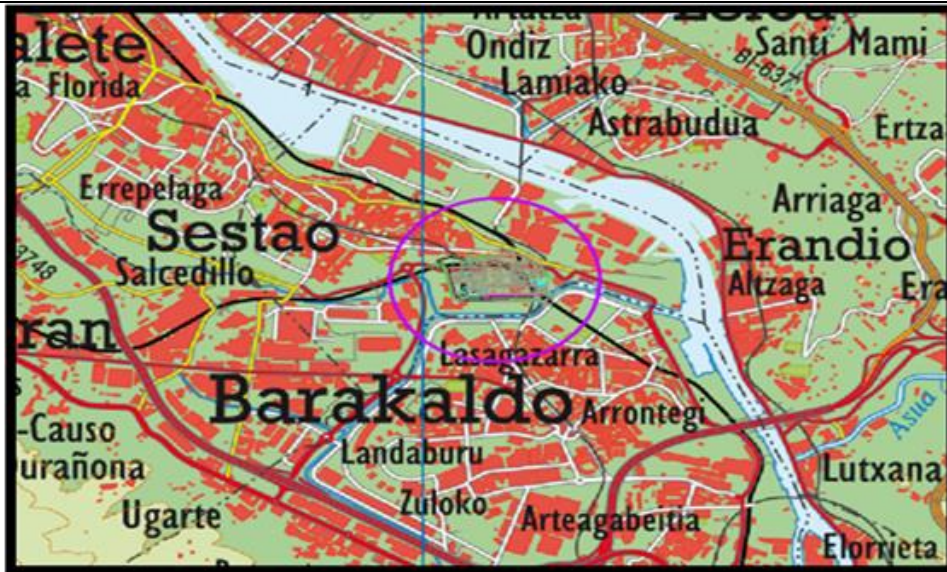 Ondiz
Santi Mami
BI-637
Lamiako
a Florida
Astrabudua
Ertza
Errepelaga
Arriaga
Sestao
Erandio
3748
Salcedillo
Altzaga
Era
ran
Lasagazarra
Barakaldo
Arrontegi
-Causo
Asua
Landaburu
urañona
Lutxana
Zuloko
Ugarte
Arteagabeitia
Elorrieta